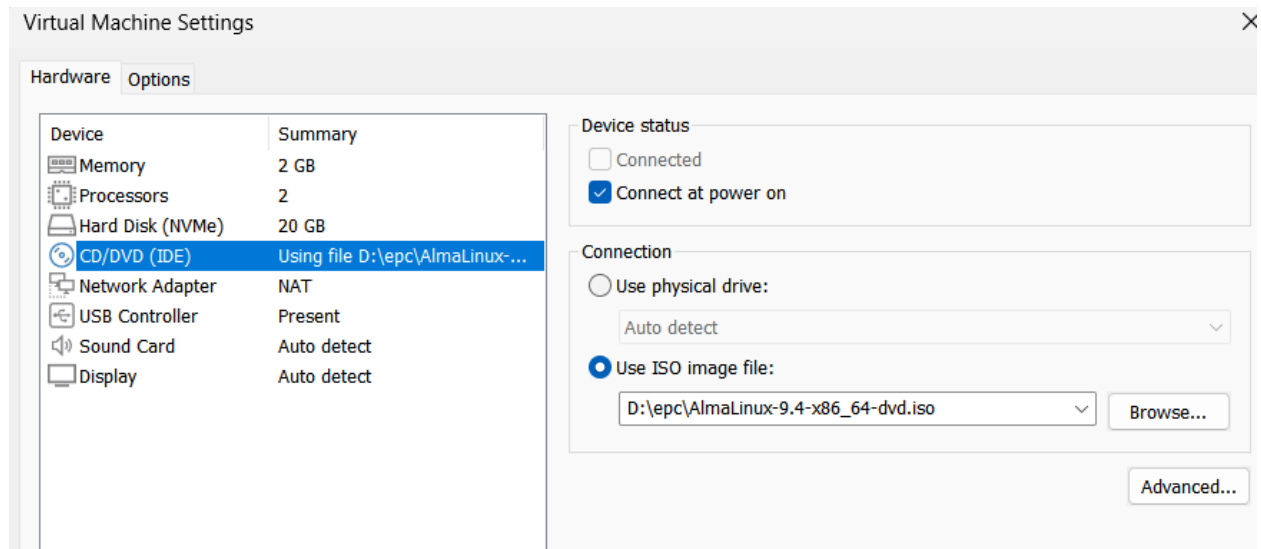 Virtual Machine Settings
Hardware Options
Device Summary
Memory 2 GB
Processors 2
Hard Disk (NVMe) 20 GB
CD/DVD (IDE) Using file D:\epc\AlmaLinux-...
Network Adapter NAT
USB Controller Present
Sound Card Auto detect
Display Auto detect
Device status
Connected
Connect at power on
Connection
Use physical drive:
Auto detect
Use ISO image file:
D:\epc\AlmaLinux-9.4-x86_64-dvd.iso Browse...
Advanced...